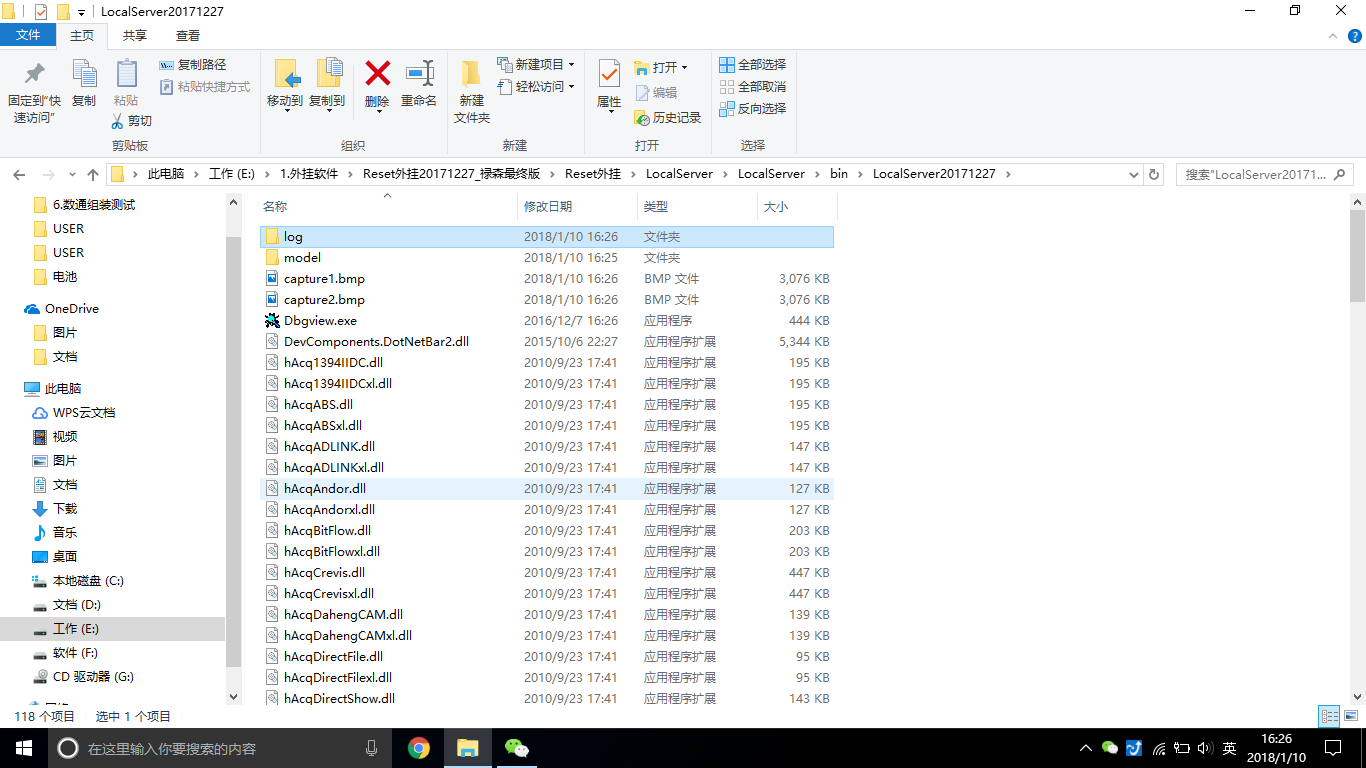 LocalServer20171227
文件 主页 共享 查看
固定到"快速访问"
复制
粘贴
复制路径
粘贴快捷方式
剪切
剪贴板
移动到
复制到
删除
重命名
组织
新建文件夹
新建项目
轻松访问
新建
属性
打开
编辑
历史记录
打开
全部选择
全部取消
反向选择
选择
此电脑 工作 (E:) 1.外挂软件 Reset外挂20171227_禄森最终版 Reset外挂 LocalServer LocalServer bin LocalServer20171227
搜索"LocalServer20171...
6.数通组装测试
USER
USER
电池
OneDrive
图片
文档
此电脑
WPS云文档
视频
图片
文档
下载
音乐
桌面
本地磁盘 (C:)
文档 (D:)
工作 (E:)
软件 (F:)
CD 驱动器 (G:)
名称 修改日期 类型 大小
log 2018/1/10 16:26 文件夹
model 2018/1/10 16:25 文件夹
capture1.bmp 2018/1/10 16:26 BMP 文件 3,076 KB
capture2.bmp 2018/1/10 16:26 BMP 文件 3,076 KB
Dbgview.exe 2016/12/7 16:26 应用程序 444 KB
DevComponents.DotNetBar2.dll 2015/10/6 22:27 应用程序扩展 5,344 KB
hAcq1394IIDC.dll 2010/9/23 17:41 应用程序扩展 195 KB
hAcq1394IIDCxl.dll 2010/9/23 17:41 应用程序扩展 195 KB
hAcqABS.dll 2010/9/23 17:41 应用程序扩展 195 KB
hAcqABSxl.dll 2010/9/23 17:41 应用程序扩展 195 KB
hAcqADLINK.dll 2010/9/23 17:41 应用程序扩展 147 KB
hAcqADLINKxl.dll 2010/9/23 17:41 应用程序扩展 147 KB
hAcqAndor.dll 2010/9/23 17:41 应用程序扩展 127 KB
hAcqAndorxl.dll 2010/9/23 17:41 应用程序扩展 127 KB
hAcqBitFlow.dll 2010/9/23 17:41 应用程序扩展 203 KB
hAcqBitFlowxl.dll 2010/9/23 17:41 应用程序扩展 203 KB
hAcqCrevis.dll 2010/9/23 17:41 应用程序扩展 447 KB
hAcqCrevisxl.dll 2010/9/23 17:41 应用程序扩展 447 KB
hAcqDahengCAM.dll 2010/9/23 17:41 应用程序扩展 139 KB
hAcqDahengCAMxl.dll 2010/9/23 17:41 应用程序扩展 139 KB
hAcqDirectFile.dll 2010/9/23 17:41 应用程序扩展 95 KB
hAcqDirectFilexl.dll 2010/9/23 17:41 应用程序扩展 95 KB
hAcqDirectShow.dll 2010/9/23 17:41 应用程序扩展 143 KB
118 个项目 选中 1 个项目
在这里输入你要搜索的内容
英
16:26
2018/1/10